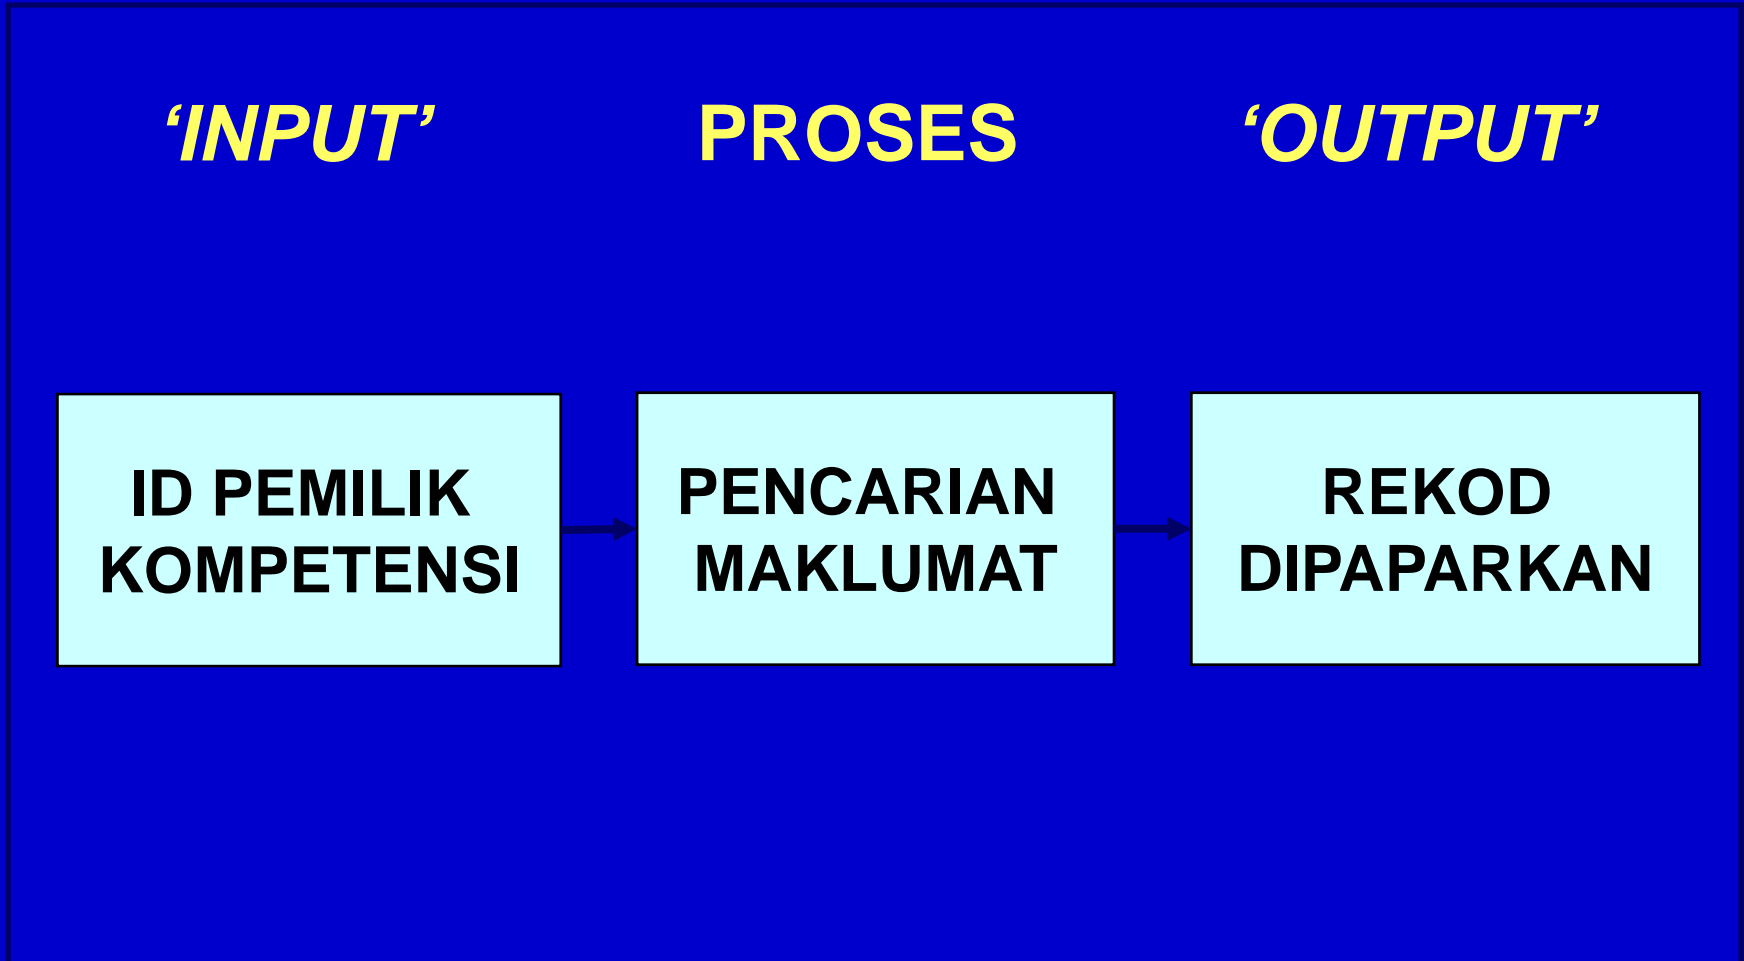 ‘INPUT’
PROSES
‘OUTPUT’
ID PEMILIK
KOMPETENSI
PENCARIAN
MAKLUMAT
REKOD
DIPAPARKAN